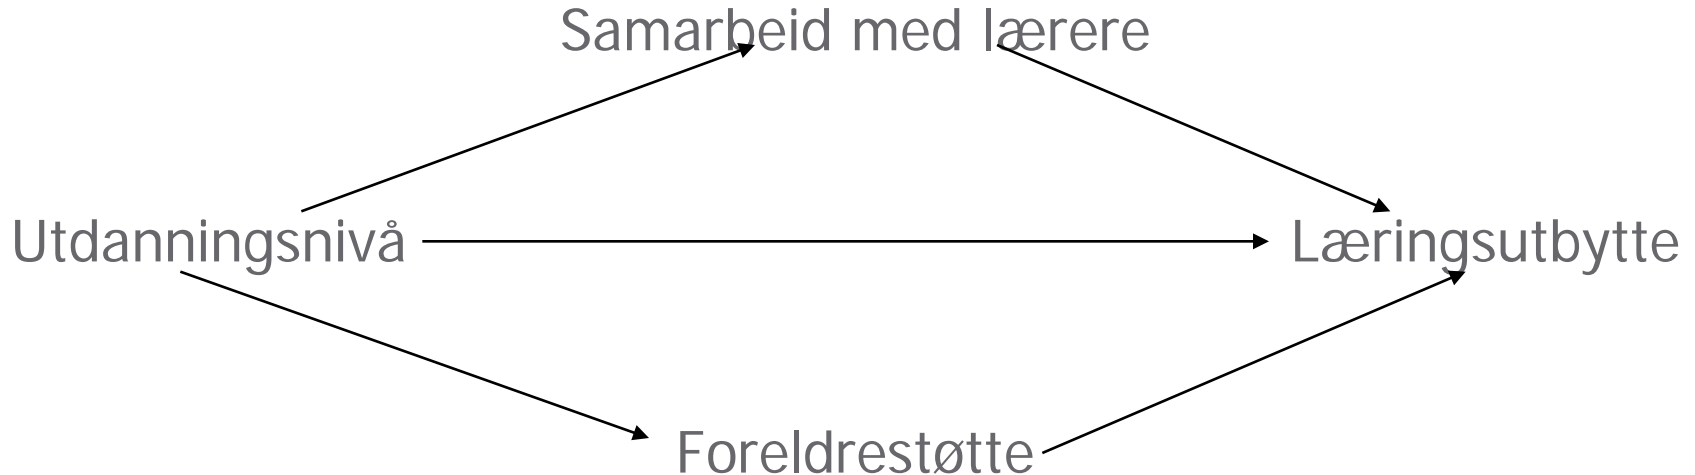 Samarbeid med lærere
Utdanningsnivå
Læringsutbytte
Foreldrestøtte